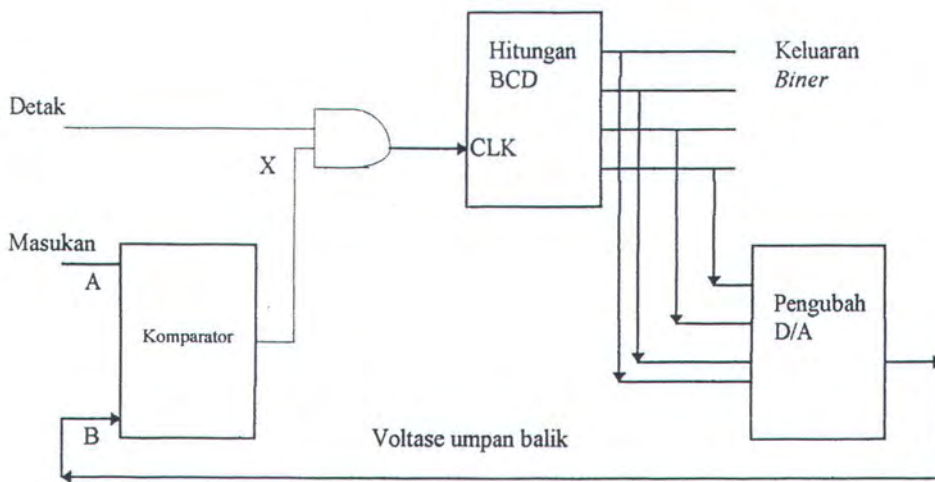 Hitungan
BCD
Keluaran
Biner
Detak
CLK
X
Masukan
A
Komparator
Pengubah
D/A
B
Voltase umpan balik